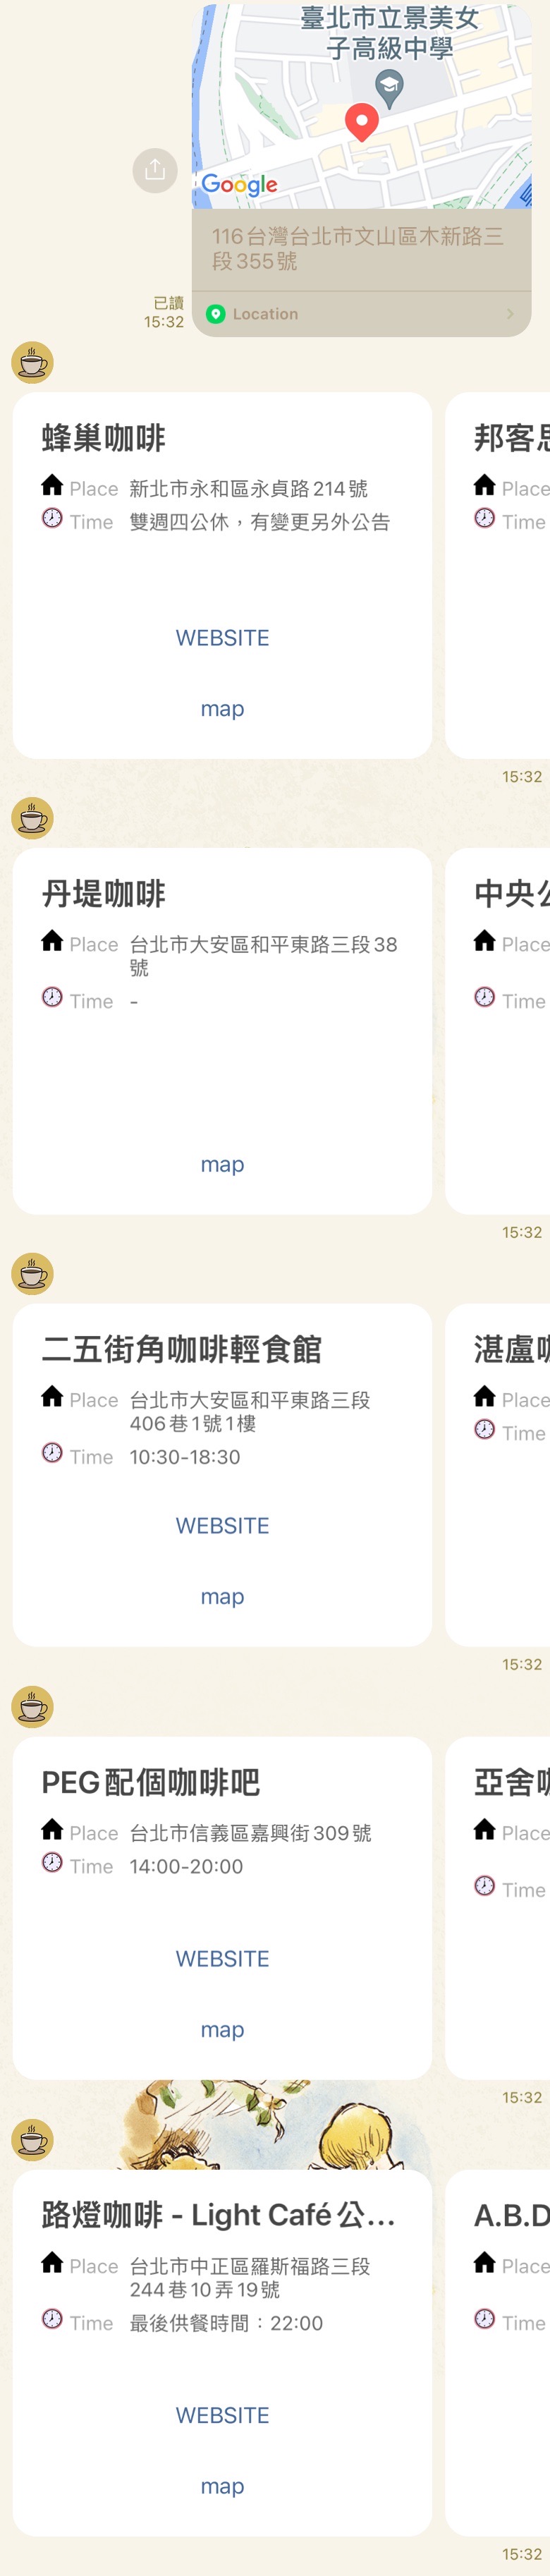 臺北市立景美女
子高級中學
Google
116台灣台北市文山區木新路三
段355號
Location
已讀
15:32
蜂巢咖啡
Place 新北市永和區永貞路214號
Time 雙週四公休，有變更另外公告
WEBSITE
map
邦客
Place
Time
15:32
丹堤咖啡
Place 台北市大安區和平東路三段38
號
Time -
map
中央
Place
Time
15:32
二五街角咖啡輕食館
Place 台北市大安區和平東路三段
406巷1號1樓
Time 10:30-18:30
WEBSITE
map
湛盧
Place
Time
15:32
PEG配個咖啡吧
Place 台北市信義區嘉興街309號
Time 14:00-20:00
WEBSITE
map
亞舍
Place
Time
15:32
路燈咖啡 - Light Café公...
Place 台北市中正區羅斯福路三段
244巷10弄19號
Time 最後供餐時間：22:00
WEBSITE
map
A.B.D
Place
Time
15:32